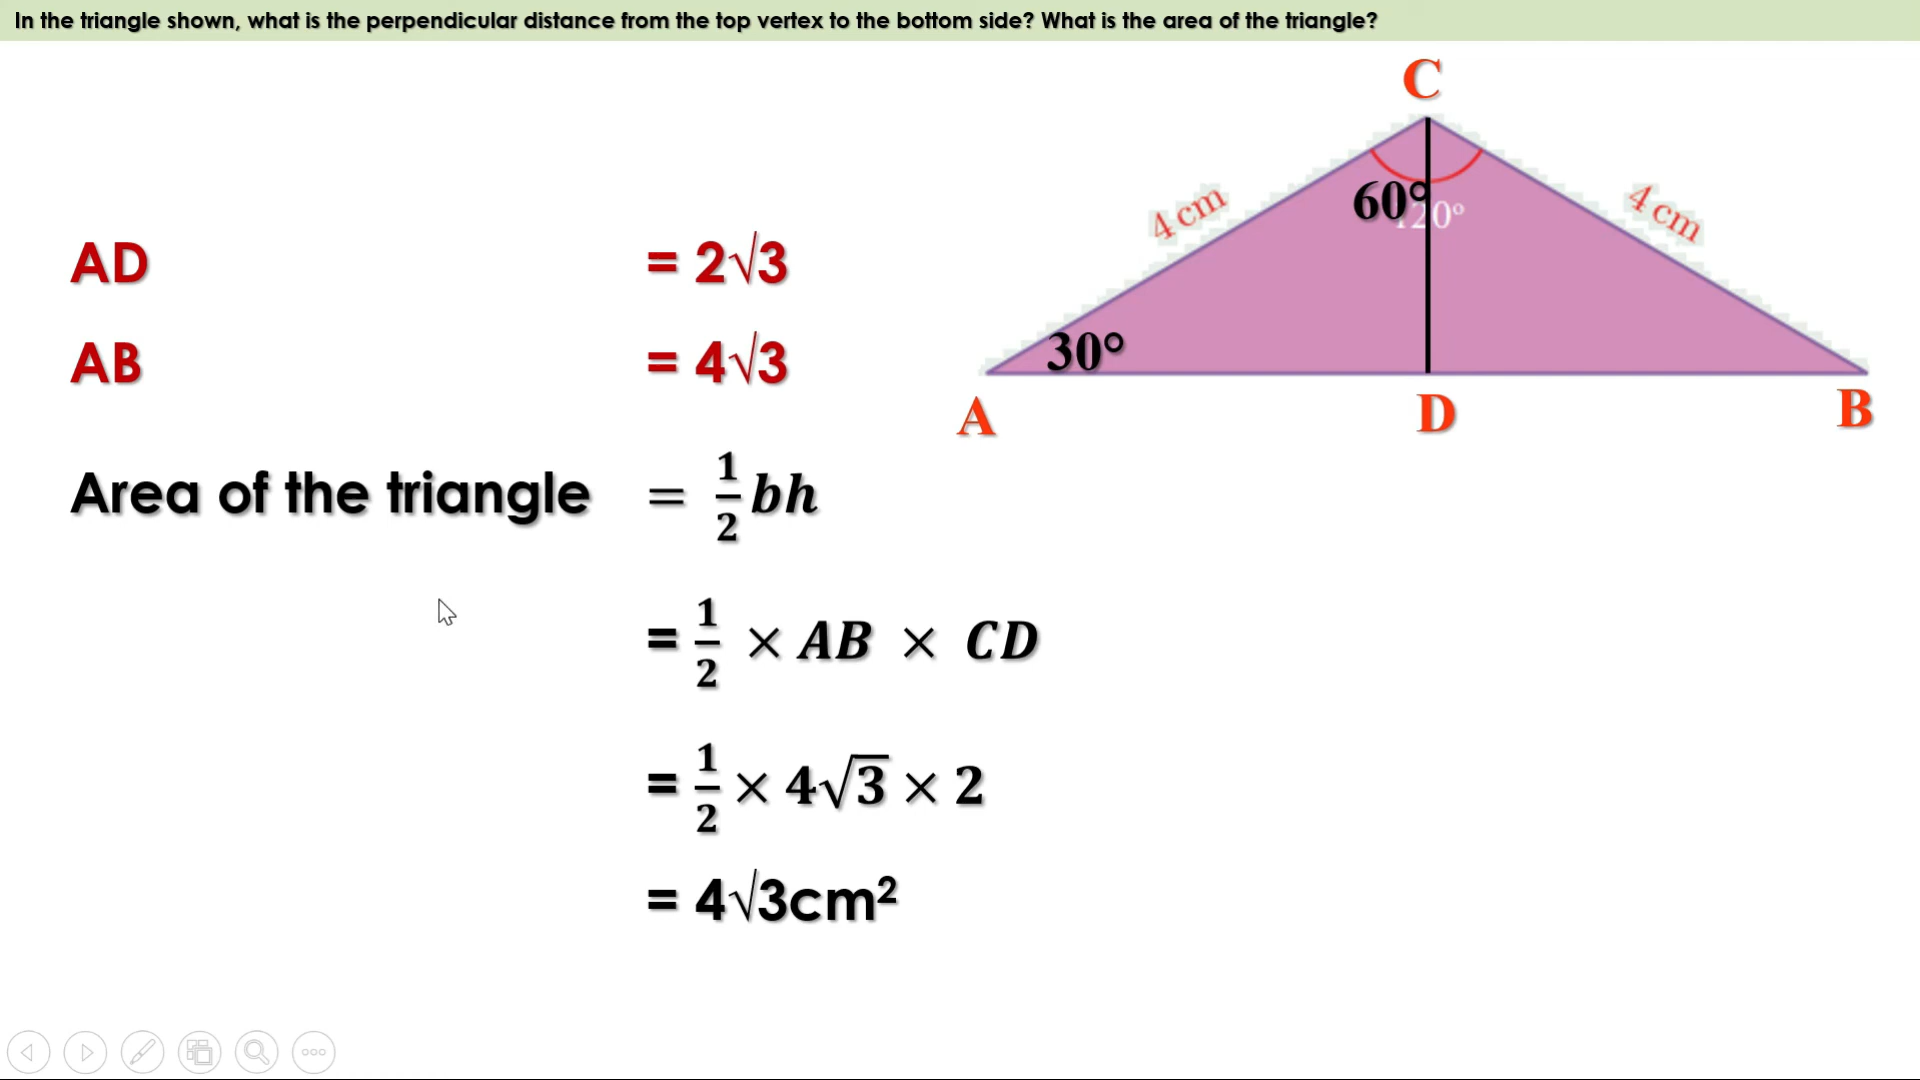 In the triangle shown, what is the perpendicular distance from the top vertex to the bottom side? What is the area of the triangle?
C
4 cm
4 cm
60°
120°
30°
A
D
B
AD = 2√3
AB = 4√3
Area of the triangle = 1/2 bh
= 1/2 × AB × CD
= 1/2 × 4√3 × 2
= 4√3cm²